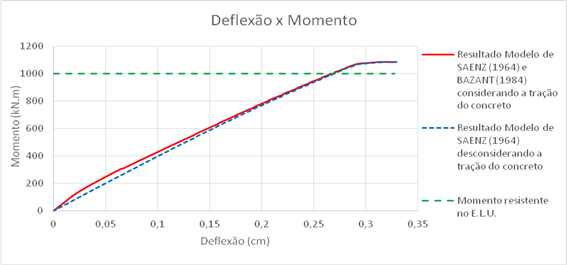 Deflexão x Momento
Momento (kN.m)
1200
1000
800
600
400
200
0
0
0,05
0,1
0,15
0,2
0,25
0,3
0,35
Deflexão (cm)
Resultado Modelo de
SAENZ (1964) e
BAZANT (1984)
considerando a tração
do concreto
Resultado Modelo de
SAENZ (1964)
desconsiderando a
tração do concreto
Momento resistente
no E.L.U.